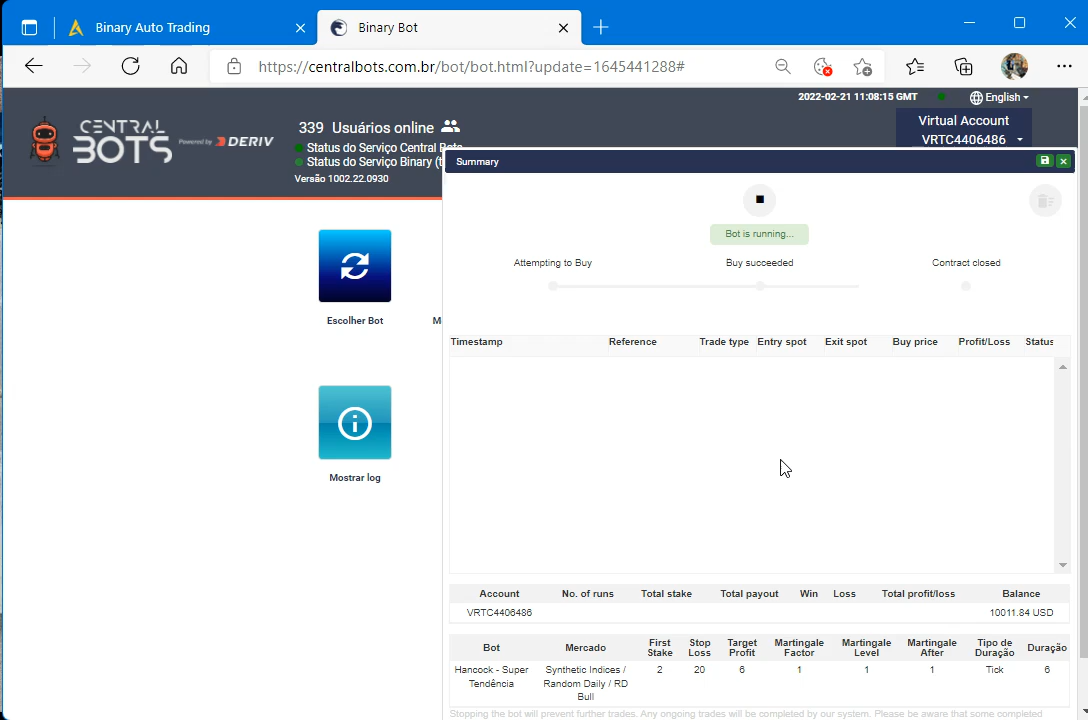 Binary Auto Trading
Binary Bot
https://centralbots.com.br/bot/bot.html?update=1645441288#
2022-02-21 11:08:15 GMT
English
CENTRAL
BOTS
Powered by DERIV
339 Usuários online
Status do Serviço Central Bots
Status do Serviço Binary (t
Versão 1002.22.0930
Virtual Account
VRTC4406486
Summary
Bot is running...
Attempting to Buy
Buy succeeded
Contract closed
Escolher Bot
M
Mostrar log
Timestamp Reference Trade type Entry spot Exit spot Buy price Profit/Loss Status
Account No. of runs Total stake Total payout Win Loss Total profit/loss Balance
VRTC4406486 10011.84 USD
Bot Mercado First Stake Stop Loss Target Profit Martingale Factor Martingale Level Martingale After Tipo de Duração Duração
Hancock - Super Tendência Synthetic Indices / Random Daily / RD Bull 2 20 6 1 1 1 Tick 6
Stopping the bot will prevent further trades. Any ongoing trades will be completed by our system. Please be aware that some completed